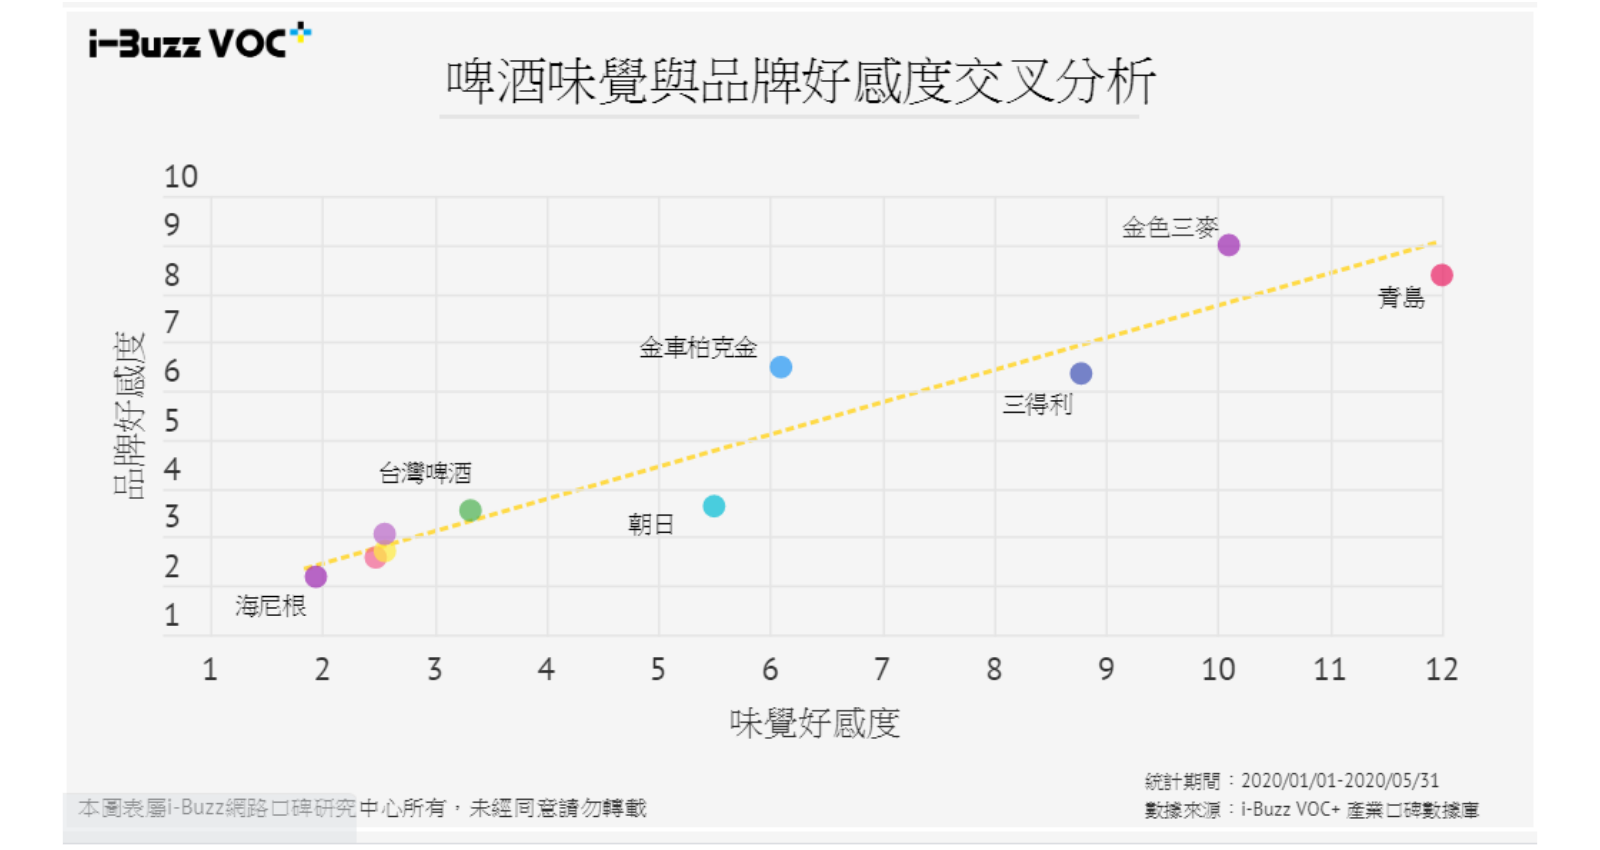 i-Buzz VOC+
啤酒味覺與品牌好感度交叉分析
10
9
8
7
6
5
4
3
2
1
品牌好感度
金色三麥
青島
金車柏克金
三得利
台灣啤酒
朝日
海尼根
1 2 3 4 5 6 7 8 9 10 11 12
味覺好感度
統計期間：2020/01/01-2020/05/31
本圖表屬i-Buzz網路口碑研究中心所有，未經同意請勿轉載
數據來源：i-Buzz VOC+ 產業口碑數據庫